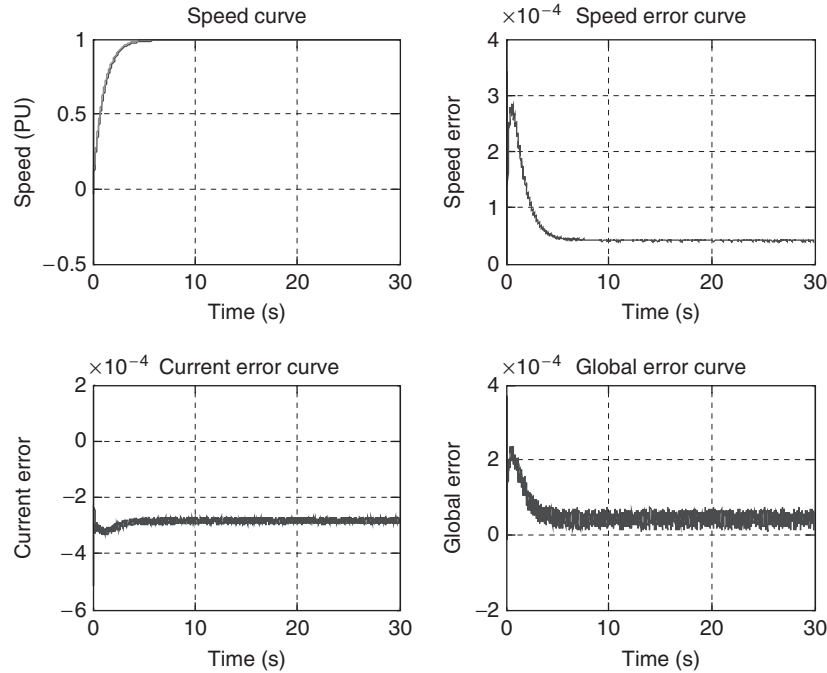 Speed curve
1
0.5
0
−0.5
Speed (PU)
0 10 20 30
Time (s)
×10−4 Speed error curve
4
3
2
1
0
Speed error
0 10 20 30
Time (s)
×10−4 Current error curve
2
0
−2
−4
−6
Current error
0 10 20 30
Time (s)
×10−4 Global error curve
4
2
0
−2
Global error
0 10 20 30
Time (s)